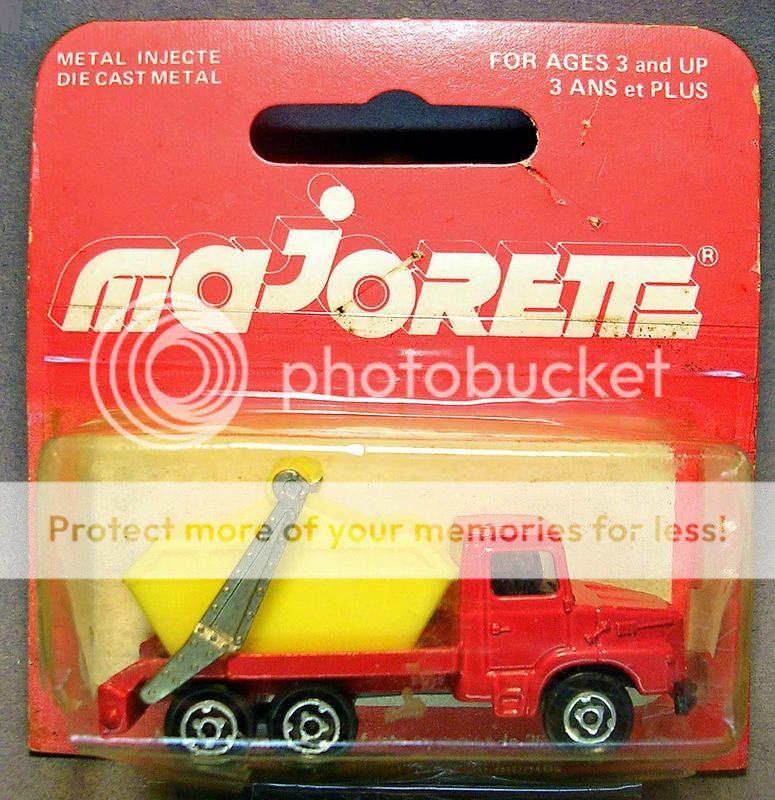 METAL INJECTE
DIE CAST METAL
FOR AGES 3 and UP
3 ANS et PLUS
majORETTE®
photobucket
Protect more of your memories for less!